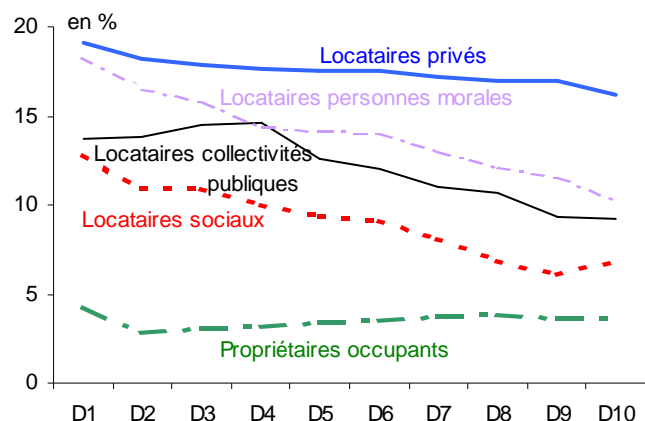 en %
20
15
10
5
0
Locataires privés
Locataires personnes morales
Locataires collectivités
publiques
Locataires sociaux
Propriétaires occupants
D1 D2 D3 D4 D5 D6 D7 D8 D9 D10